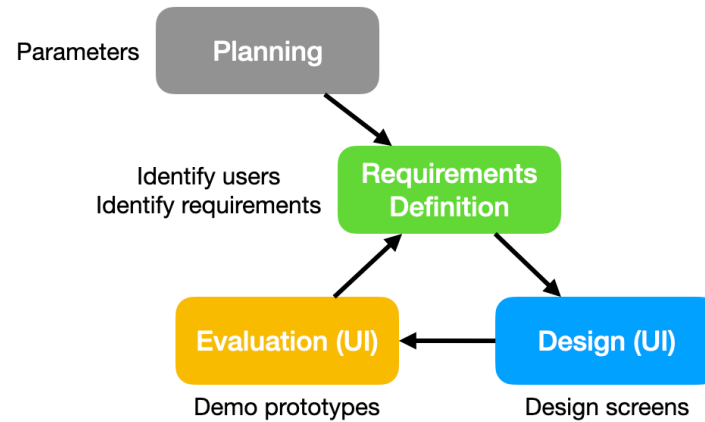 Parameters
Planning
Identify users
Identify requirements
Requirements
Definition
Evaluation (UI)
Design (UI)
Demo prototypes
Design screens